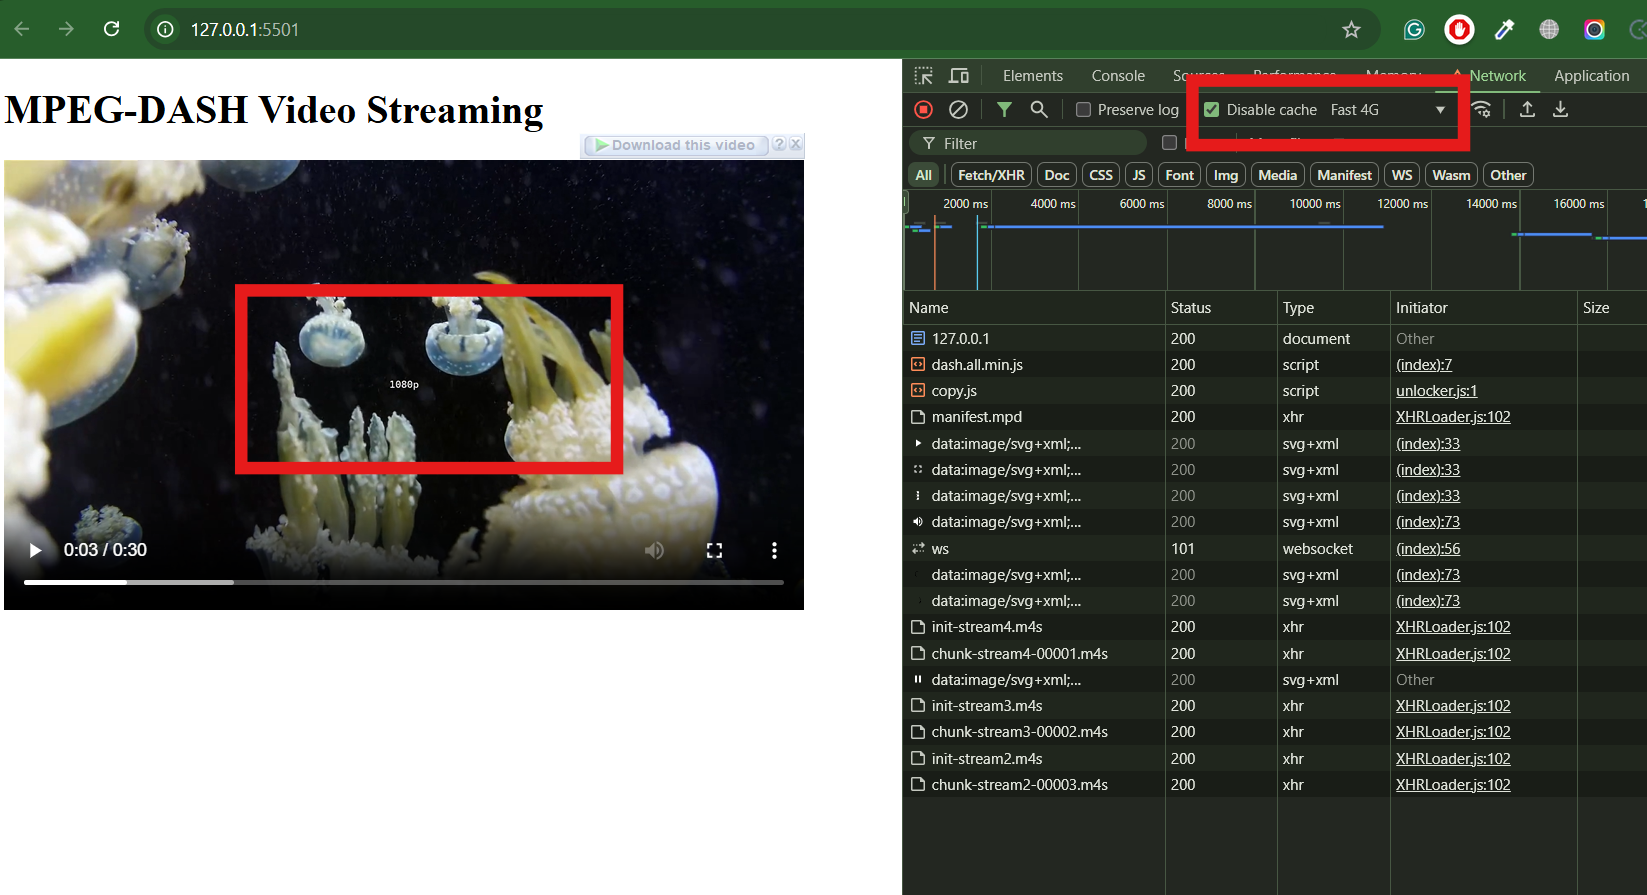 127.0.0.1:5501
MPEG-DASH Video Streaming
Download this video ? X
1080p
0:03 / 0:30
Elements Console Sources Performance Memory Network Application
Preserve log Disable cache Fast 4G
Filter
All Fetch/XHR Doc CSS JS Font Img Media Manifest WS Wasm Other
2000 ms 4000 ms 6000 ms 8000 ms 10000 ms 12000 ms 14000 ms 16000 ms
Name Status Type Initiator Size
127.0.0.1 200 document Other
dash.all.min.js 200 script (index):7
copy.js 200 script unlocker.js:1
manifest.mpd 200 xhr XHRLoader.js:102
data:image/svg+xml;... 200 svg+xml (index):33
data:image/svg+xml;... 200 svg+xml (index):33
data:image/svg+xml;... 200 svg+xml (index):33
data:image/svg+xml;... 200 svg+xml (index):73
ws 101 websocket (index):56
data:image/svg+xml;... 200 svg+xml (index):73
data:image/svg+xml;... 200 svg+xml (index):73
init-stream4.m4s 200 xhr XHRLoader.js:102
chunk-stream4-00001.m4s 200 xhr XHRLoader.js:102
data:image/svg+xml;... 200 svg+xml Other
init-stream3.m4s 200 xhr XHRLoader.js:102
chunk-stream3-00002.m4s 200 xhr XHRLoader.js:102
init-stream2.m4s 200 xhr XHRLoader.js:102
chunk-stream2-00003.m4s 200 xhr XHRLoader.js:102